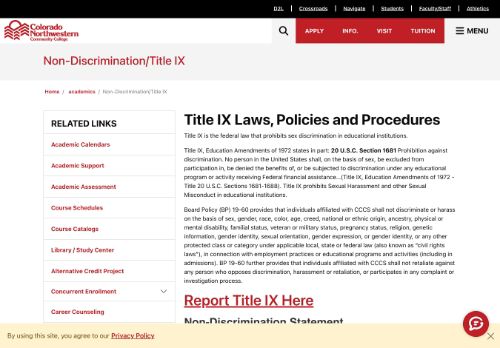 D2L Crossroads Navigate Students Faculty/Staff Athletics
Colorado
Northwestern
Community College
APPLY INFO. VISIT TUITION MENU
Non-Discrimination/Title IX
Home / academics / Non-Discrimination/Title IX
RELATED LINKS
Academic Calendars
Academic Support
Academic Assessment
Course Schedules
Course Catalogs
Library / Study Center
Alternative Credit Project
Concurrent Enrollment
Career Counseling
Title IX Laws, Policies and Procedures
Title IX is the federal law that prohibits sex discrimination in educational institutions.
Title IX, Education Amendments of 1972 states in part: 20 U.S.C. Section 1681 Prohibition against
discrimination. No person in the United States shall, on the basis of sex, be excluded from
participation in, be denied the benefits of, or be subjected to discrimination under any educational
program or activity receiving Federal financial assistance...(Title IX, Education Amendments of 1972 -
Title 20 U.S.C. Sections 1681-1688). Title IX prohibits Sexual Harassment and other Sexual
Misconduct in educational institutions.
Board Policy (BP) 19-60 provides that individuals affiliated with CCCS shall not discriminate or harass
on the basis of sex, gender, race, color, age, creed, national or ethnic origin, ancestry, physical or
mental disability, familial status, veteran or military status, pregnancy status, religion, genetic
information, gender identity, sexual orientation, gender expression, or gender identity, or any other
protected class or category under applicable local, state or federal law (also known as "civil rights
laws"), in connection with employment practices or educational programs and activities (including in
admissions). BP 19-60 further provides that individuals affiliated with CCCS shall not retaliate against
any person who opposes discrimination, harassment or retaliation, or participates in any complaint or
investigation process.
Report Title IX Here
Non-Discrimination Statement
By using this site, you agree to our Privacy Policy